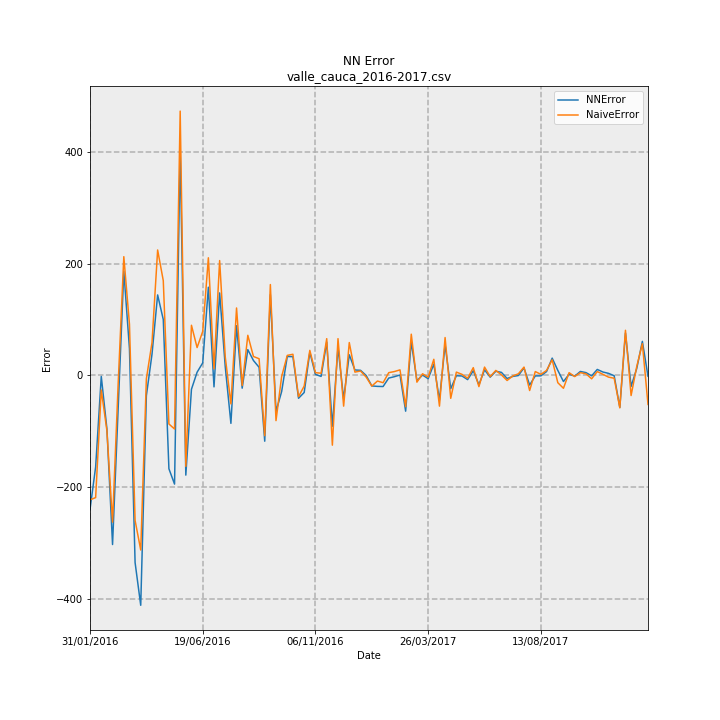 NN Error
valle_cauca_2016-2017.csv
NNError
NaiveError
Error
400
200
0
−200
−400
31/01/2016
19/06/2016
06/11/2016
26/03/2017
13/08/2017
Date